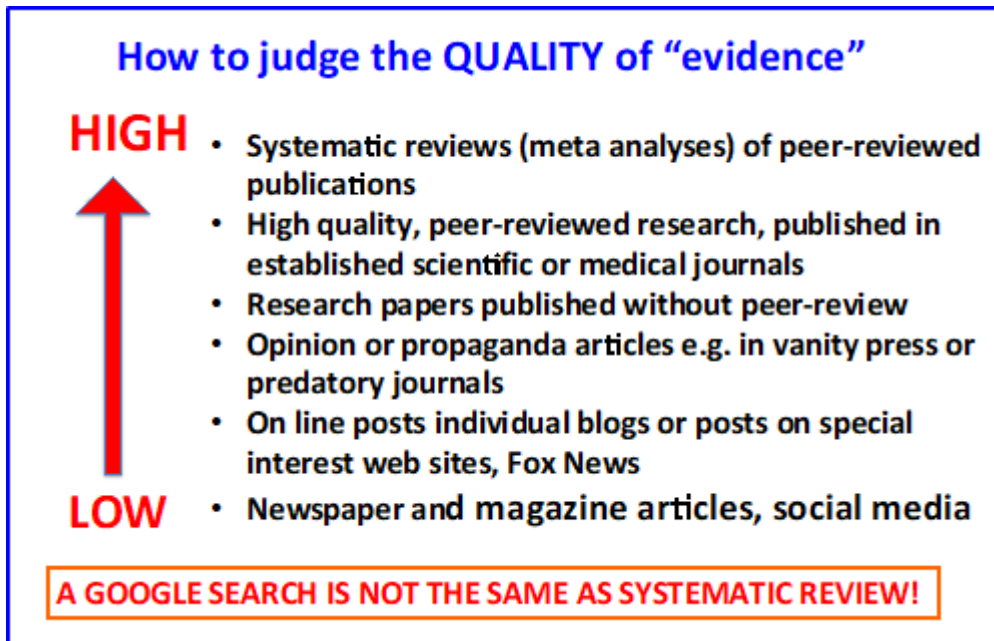 How to judge the QUALITY of “evidence”
HIGH
• Systematic reviews (meta analyses) of peer-reviewed
publications
• High quality, peer-reviewed research, published in
established scientific or medical journals
• Research papers published without peer-review
• Opinion or propaganda articles e.g. in vanity press or
predatory journals
• On line posts individual blogs or posts on special
interest web sites, Fox News
LOW
• Newspaper and magazine articles, social media
A GOOGLE SEARCH IS NOT THE SAME AS SYSTEMATIC REVIEW!